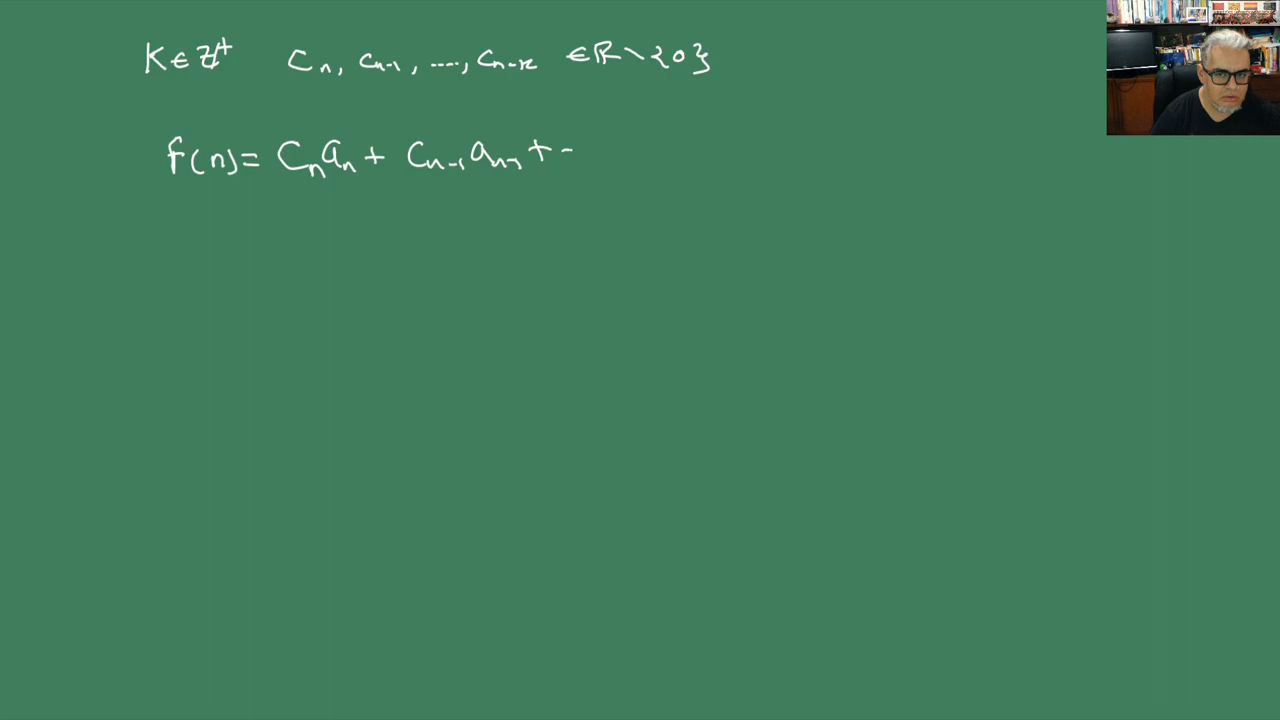 K ∈ ℤ⁺ Cₙ, Cₙ₋₁, ....., Cₙ₋ₖ ∈ ℝ \ {0}
f(n) = Cₙaₙ + Cₙ₋₁aₙ₋₁ + -